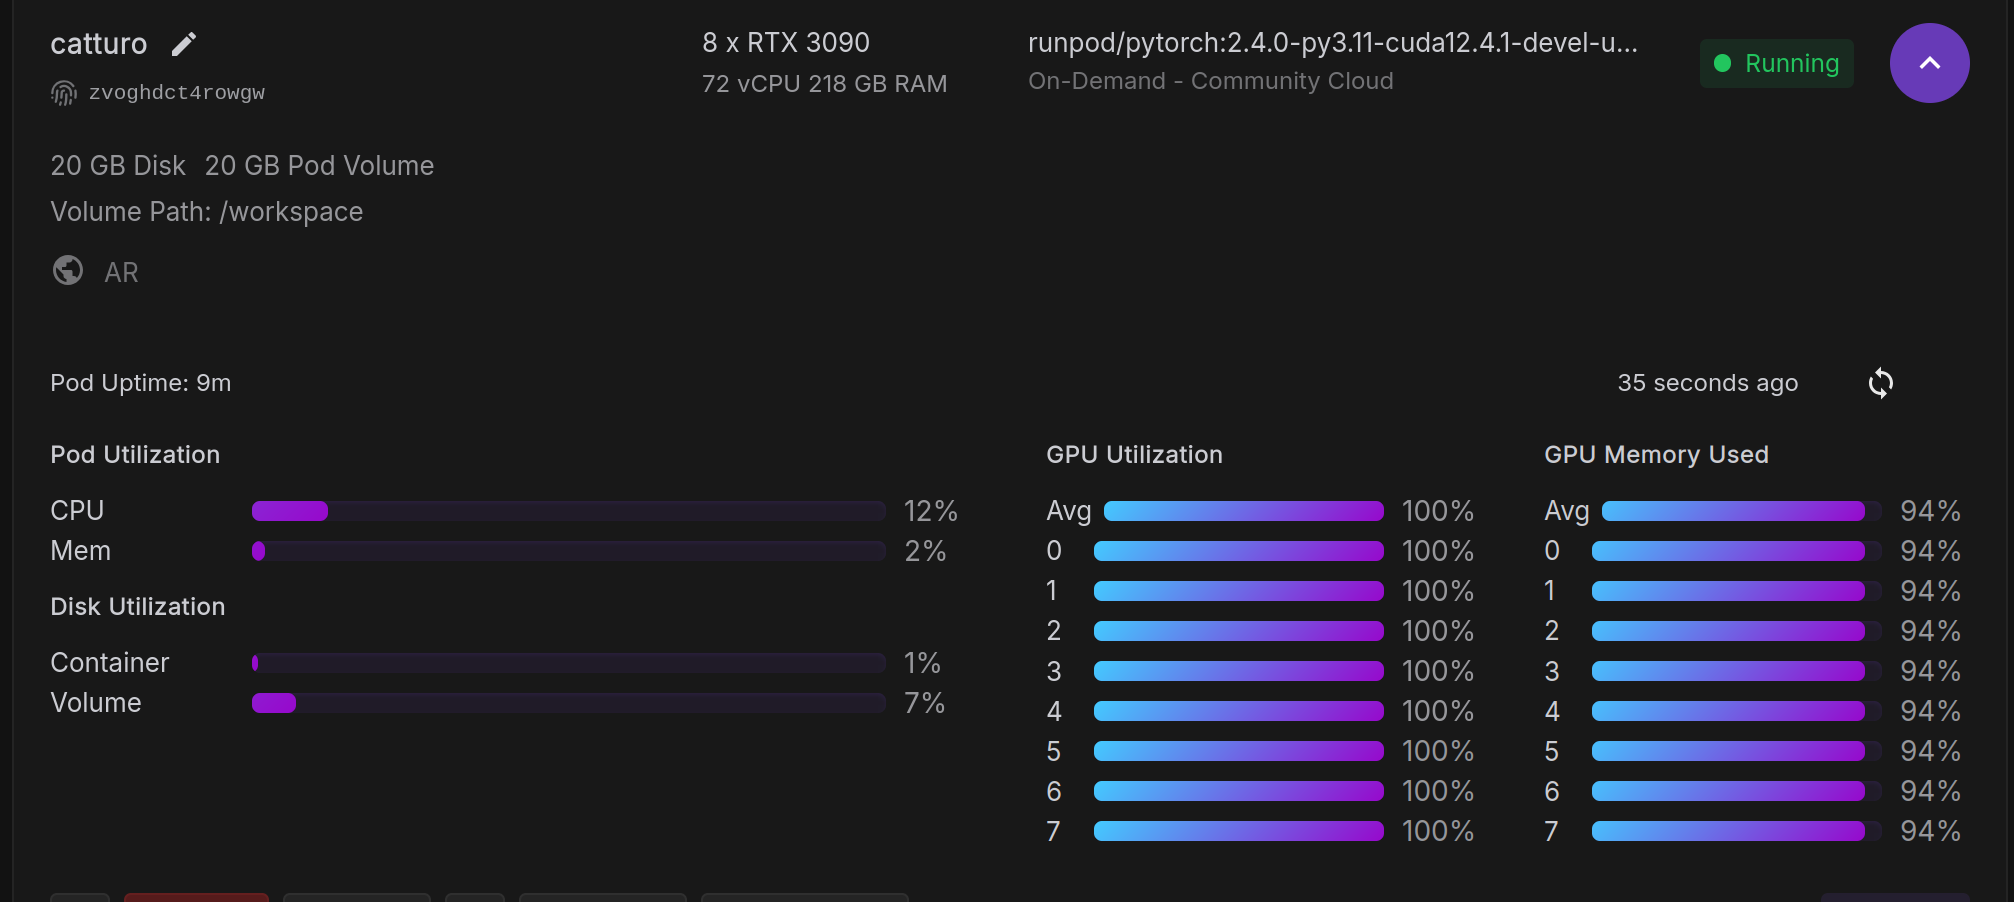 catturo
zvoghdct4rowgw
8 x RTX 3090
72 vCPU 218 GB RAM
runpod/pytorch:2.4.0-py3.11-cuda12.4.1-devel-u...
On-Demand - Community Cloud
Running
20 GB Disk 20 GB Pod Volume
Volume Path: /workspace
AR
Pod Uptime: 9m
35 seconds ago
Pod Utilization
CPU 12%
Mem 2%
Disk Utilization
Container 1%
Volume 7%
GPU Utilization
Avg 100%
0 100%
1 100%
2 100%
3 100%
4 100%
5 100%
6 100%
7 100%
GPU Memory Used
Avg 94%
0 94%
1 94%
2 94%
3 94%
4 94%
5 94%
6 94%
7 94%